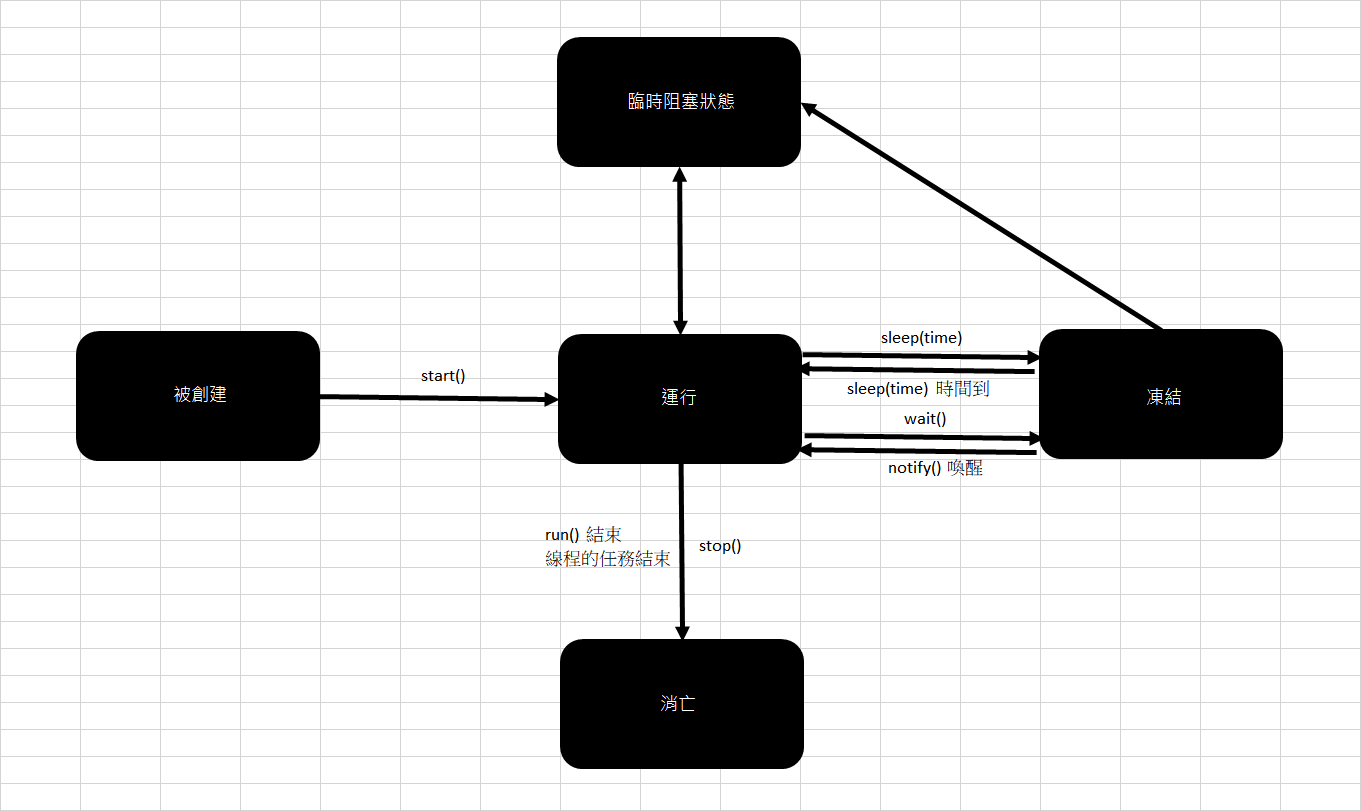 臨時阻塞狀態
被創建
start()
運行
sleep(time)
sleep(time) 時間到
wait()
notify() 喚醒
凍結
run() 結束
線程的任務結束
stop()
消亡